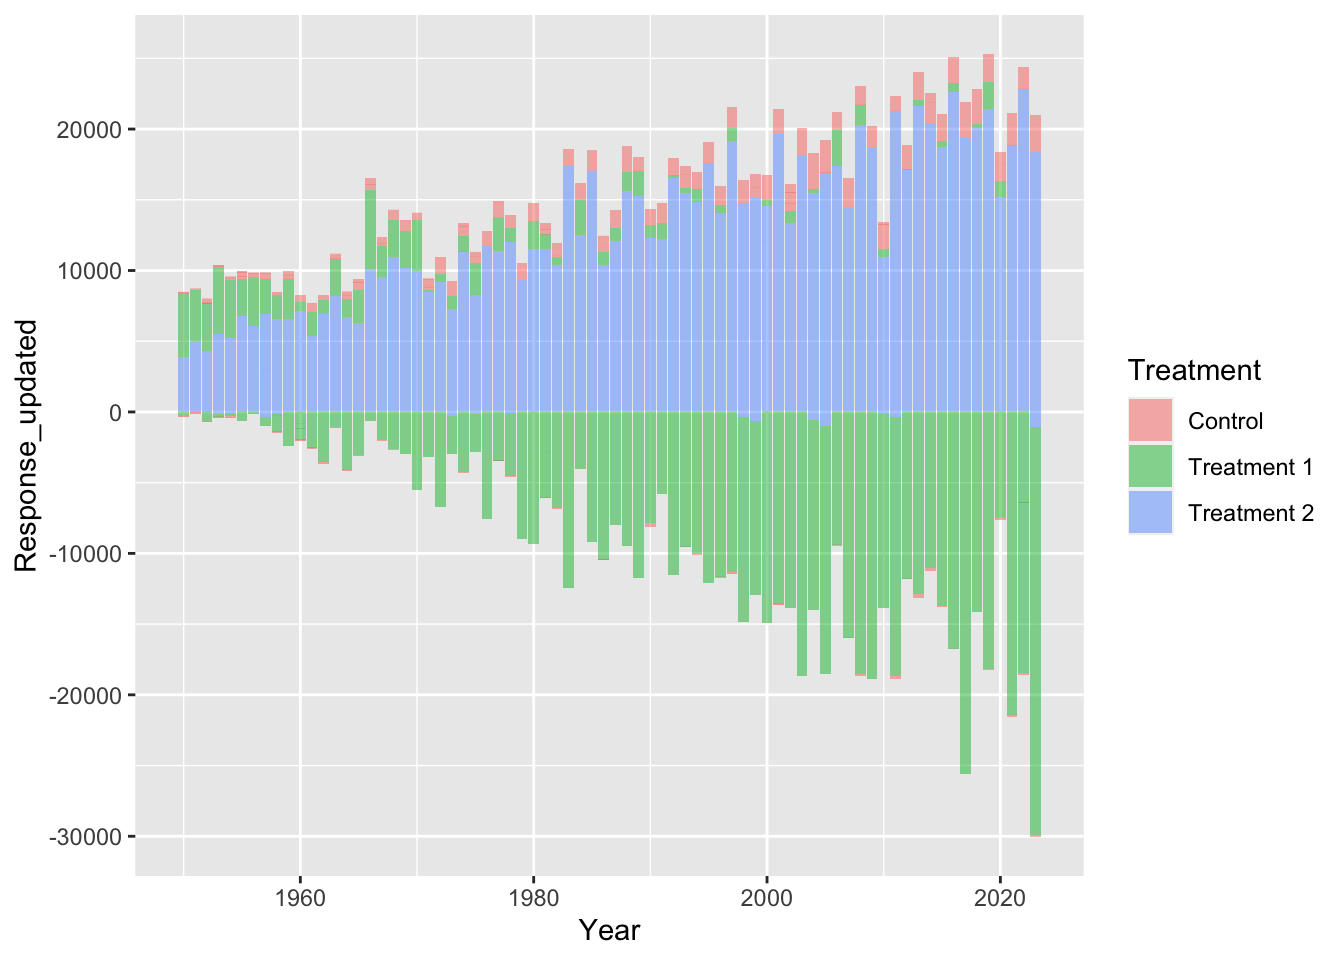 20000
10000
0
-10000
-20000
-30000
Response_updated
1960
1980
2000
2020
Year
Treatment
Control
Treatment 1
Treatment 2